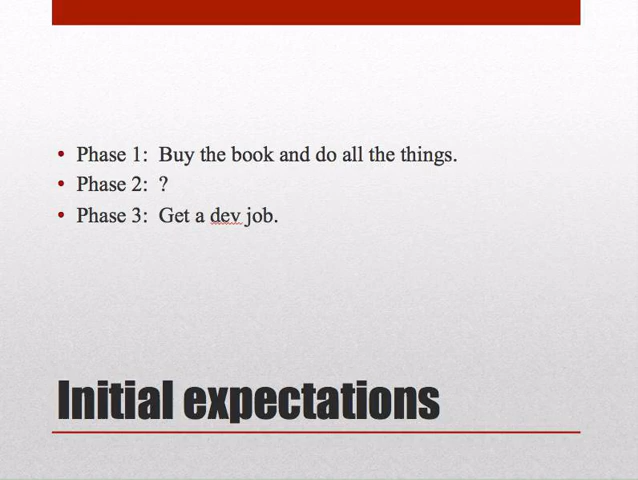 • Phase 1: Buy the book and do all the things.
• Phase 2: ?
• Phase 3: Get a dev job.
Initial expectations